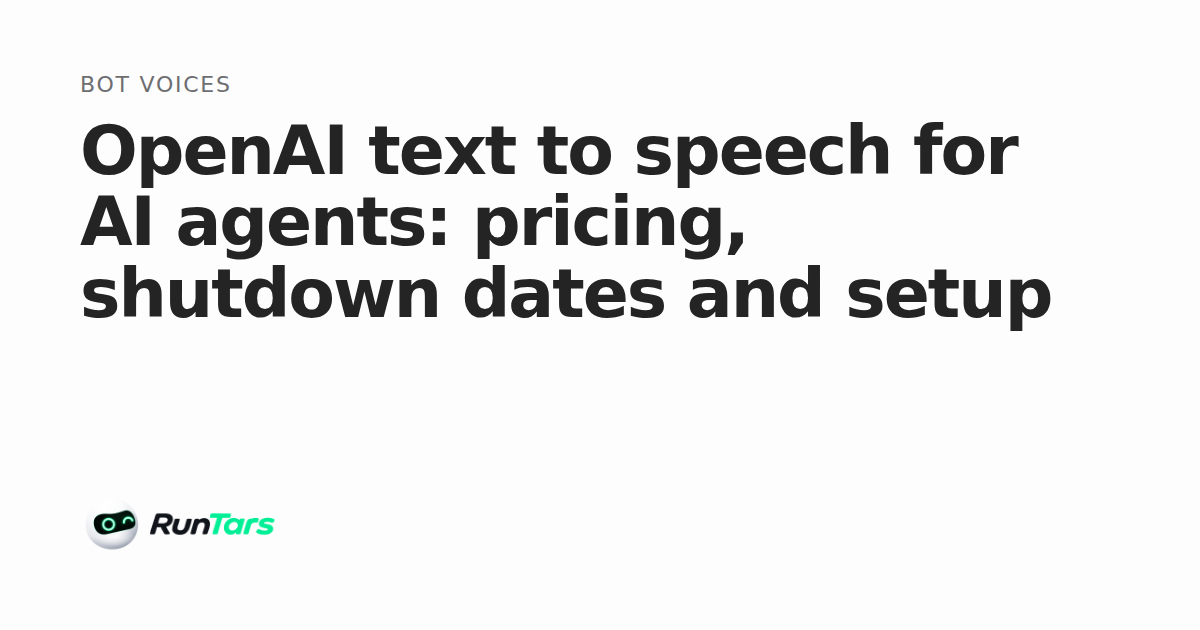 BOT VOICES
OpenAI text to speech for
AI agents: pricing,
shutdown dates and setup
RunTars